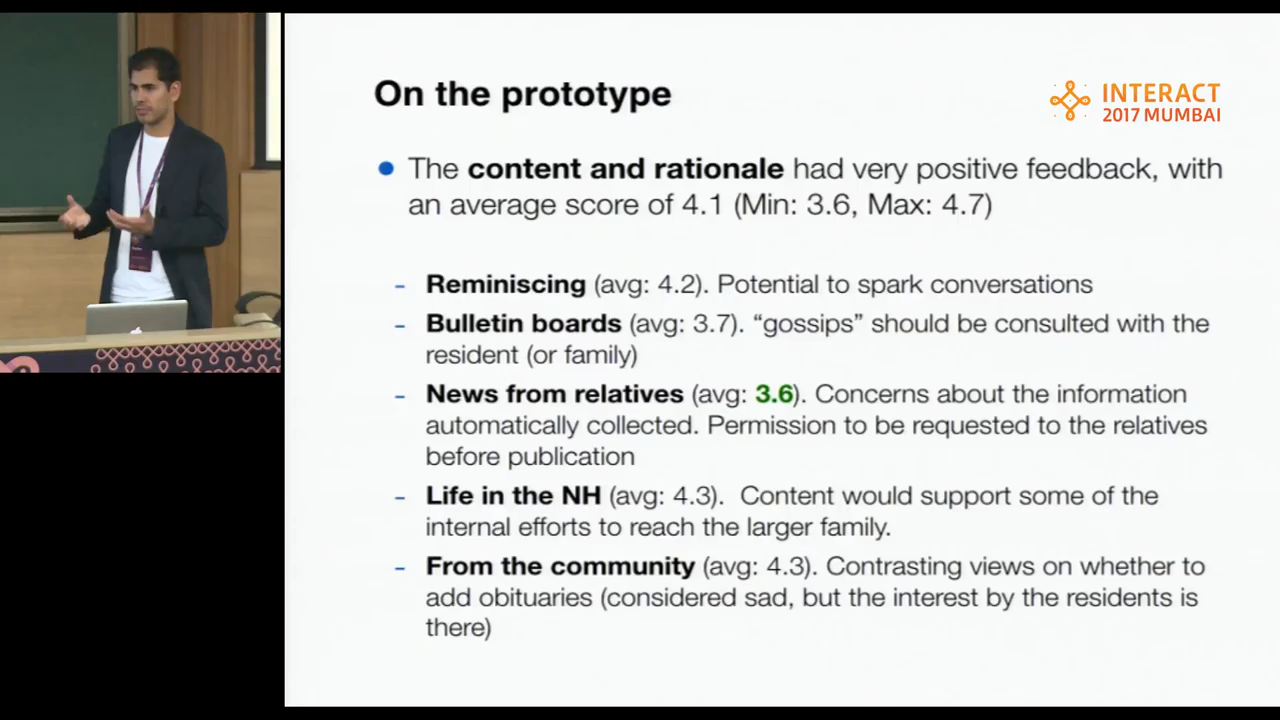 On the prototype
INTERACT
2017 MUMBAI
● The content and rationale had very positive feedback, with
an average score of 4.1 (Min: 3.6, Max: 4.7)
- Reminiscing (avg: 4.2). Potential to spark conversations
- Bulletin boards (avg: 3.7). “gossips” should be consulted with the
resident (or family)
- News from relatives (avg: 3.6). Concerns about the information
automatically collected. Permission to be requested to the relatives
before publication
- Life in the NH (avg: 4.3).  Content would support some of the
internal efforts to reach the larger family.
- From the community (avg: 4.3). Contrasting views on whether to
add obituaries (considered sad, but the interest by the residents is
there)